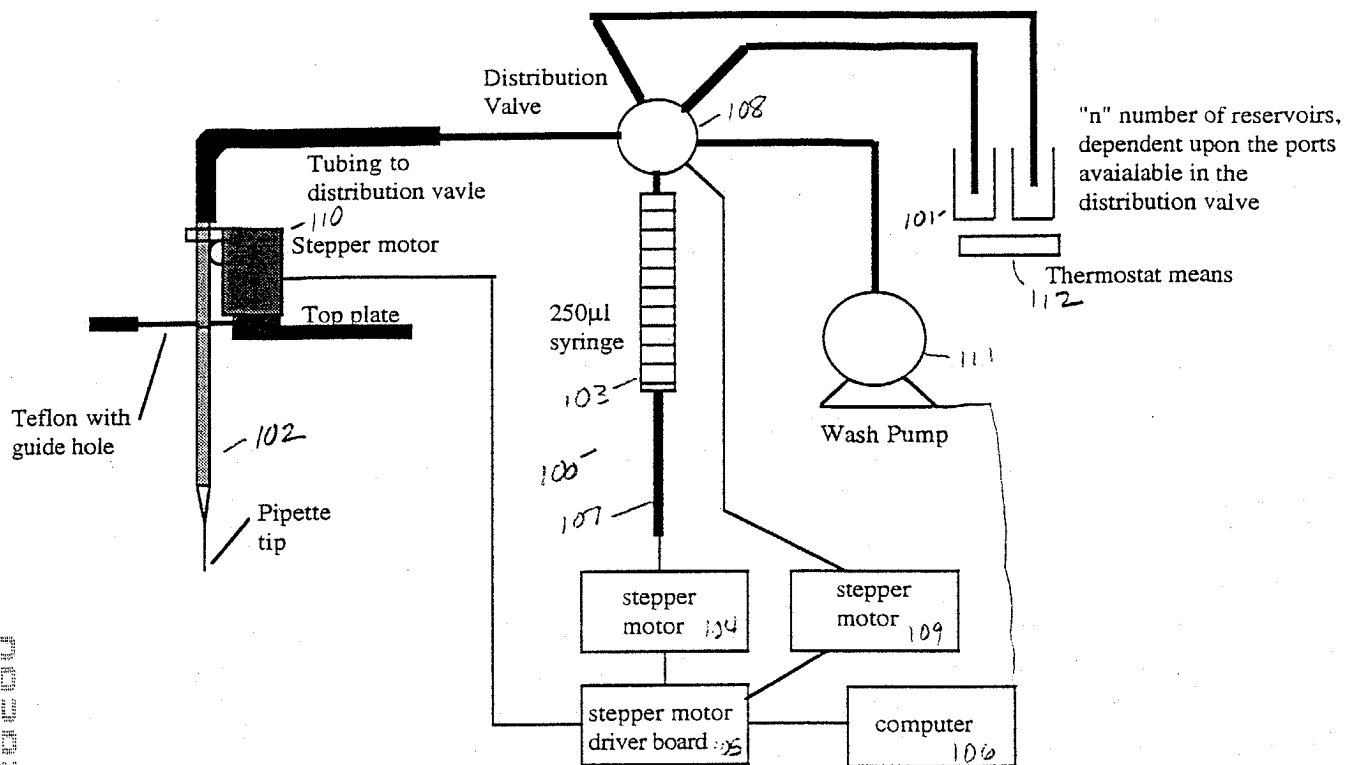 Distribution
Valve
108
"n" number of reservoirs,
dependent upon the ports
avaialable in the
distribution valve
Tubing to
distribution vavle
110
Stepper motor
101
Thermostat means
112
Top plate
250µl
syringe
103
111
Wash Pump
Teflon with
guide hole
102
100
107
Pipette
tip
stepper
motor 104
stepper
motor 109
stepper motor
driver board 105
computer
106